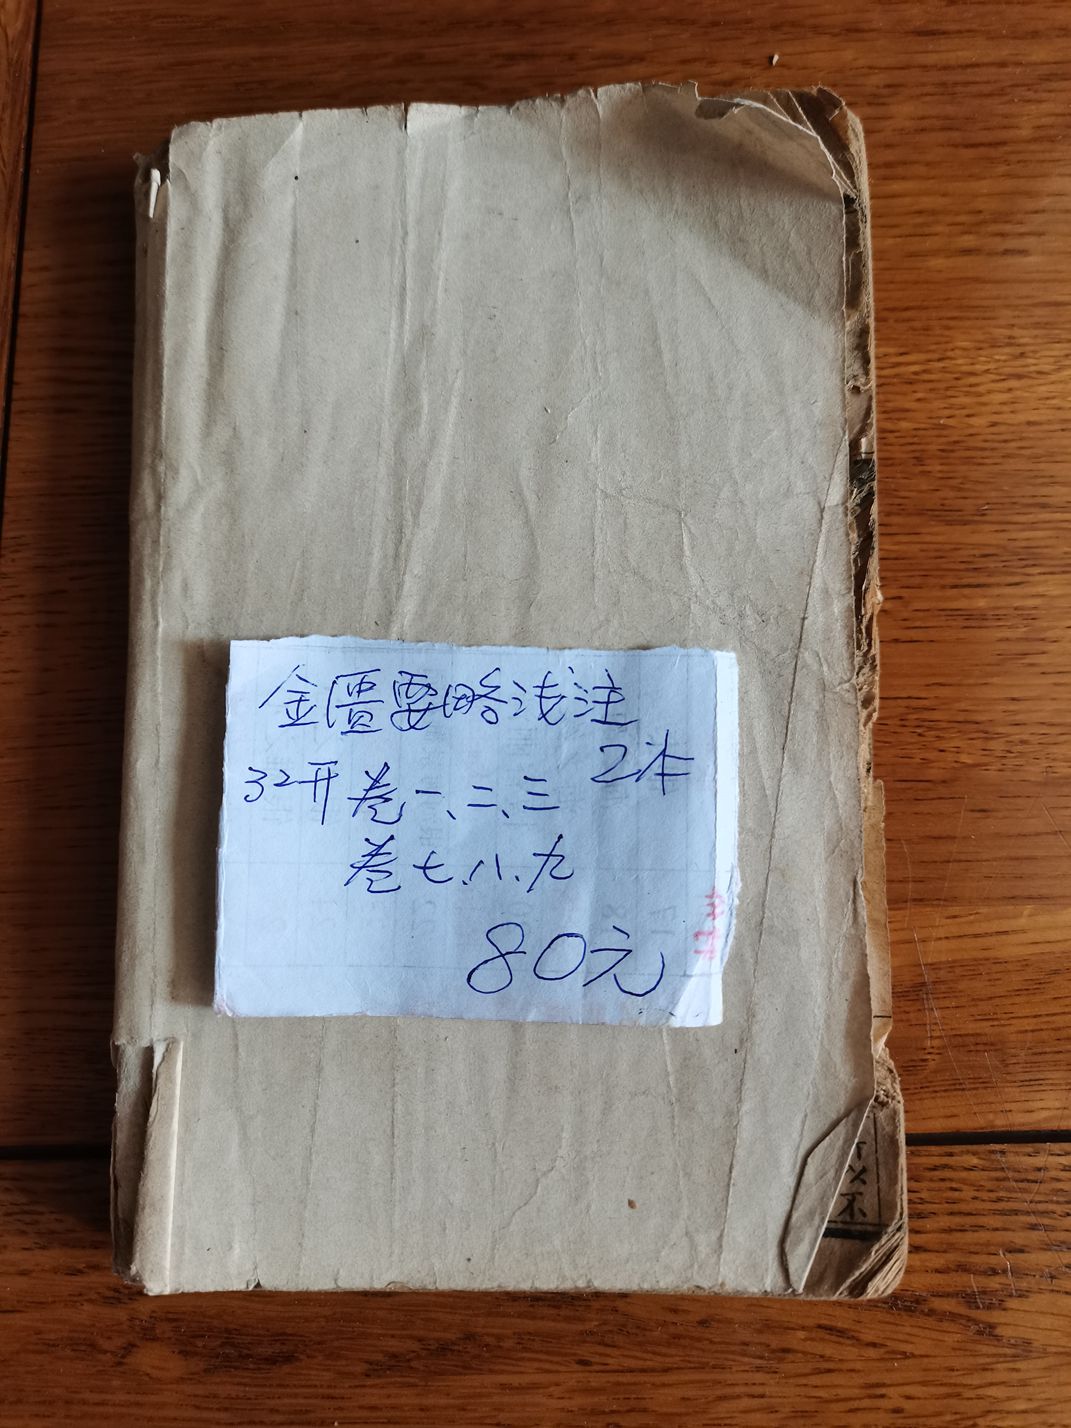 金匮要略浅注
2本
32开 卷一、二、三
卷七、八、九
80元
不